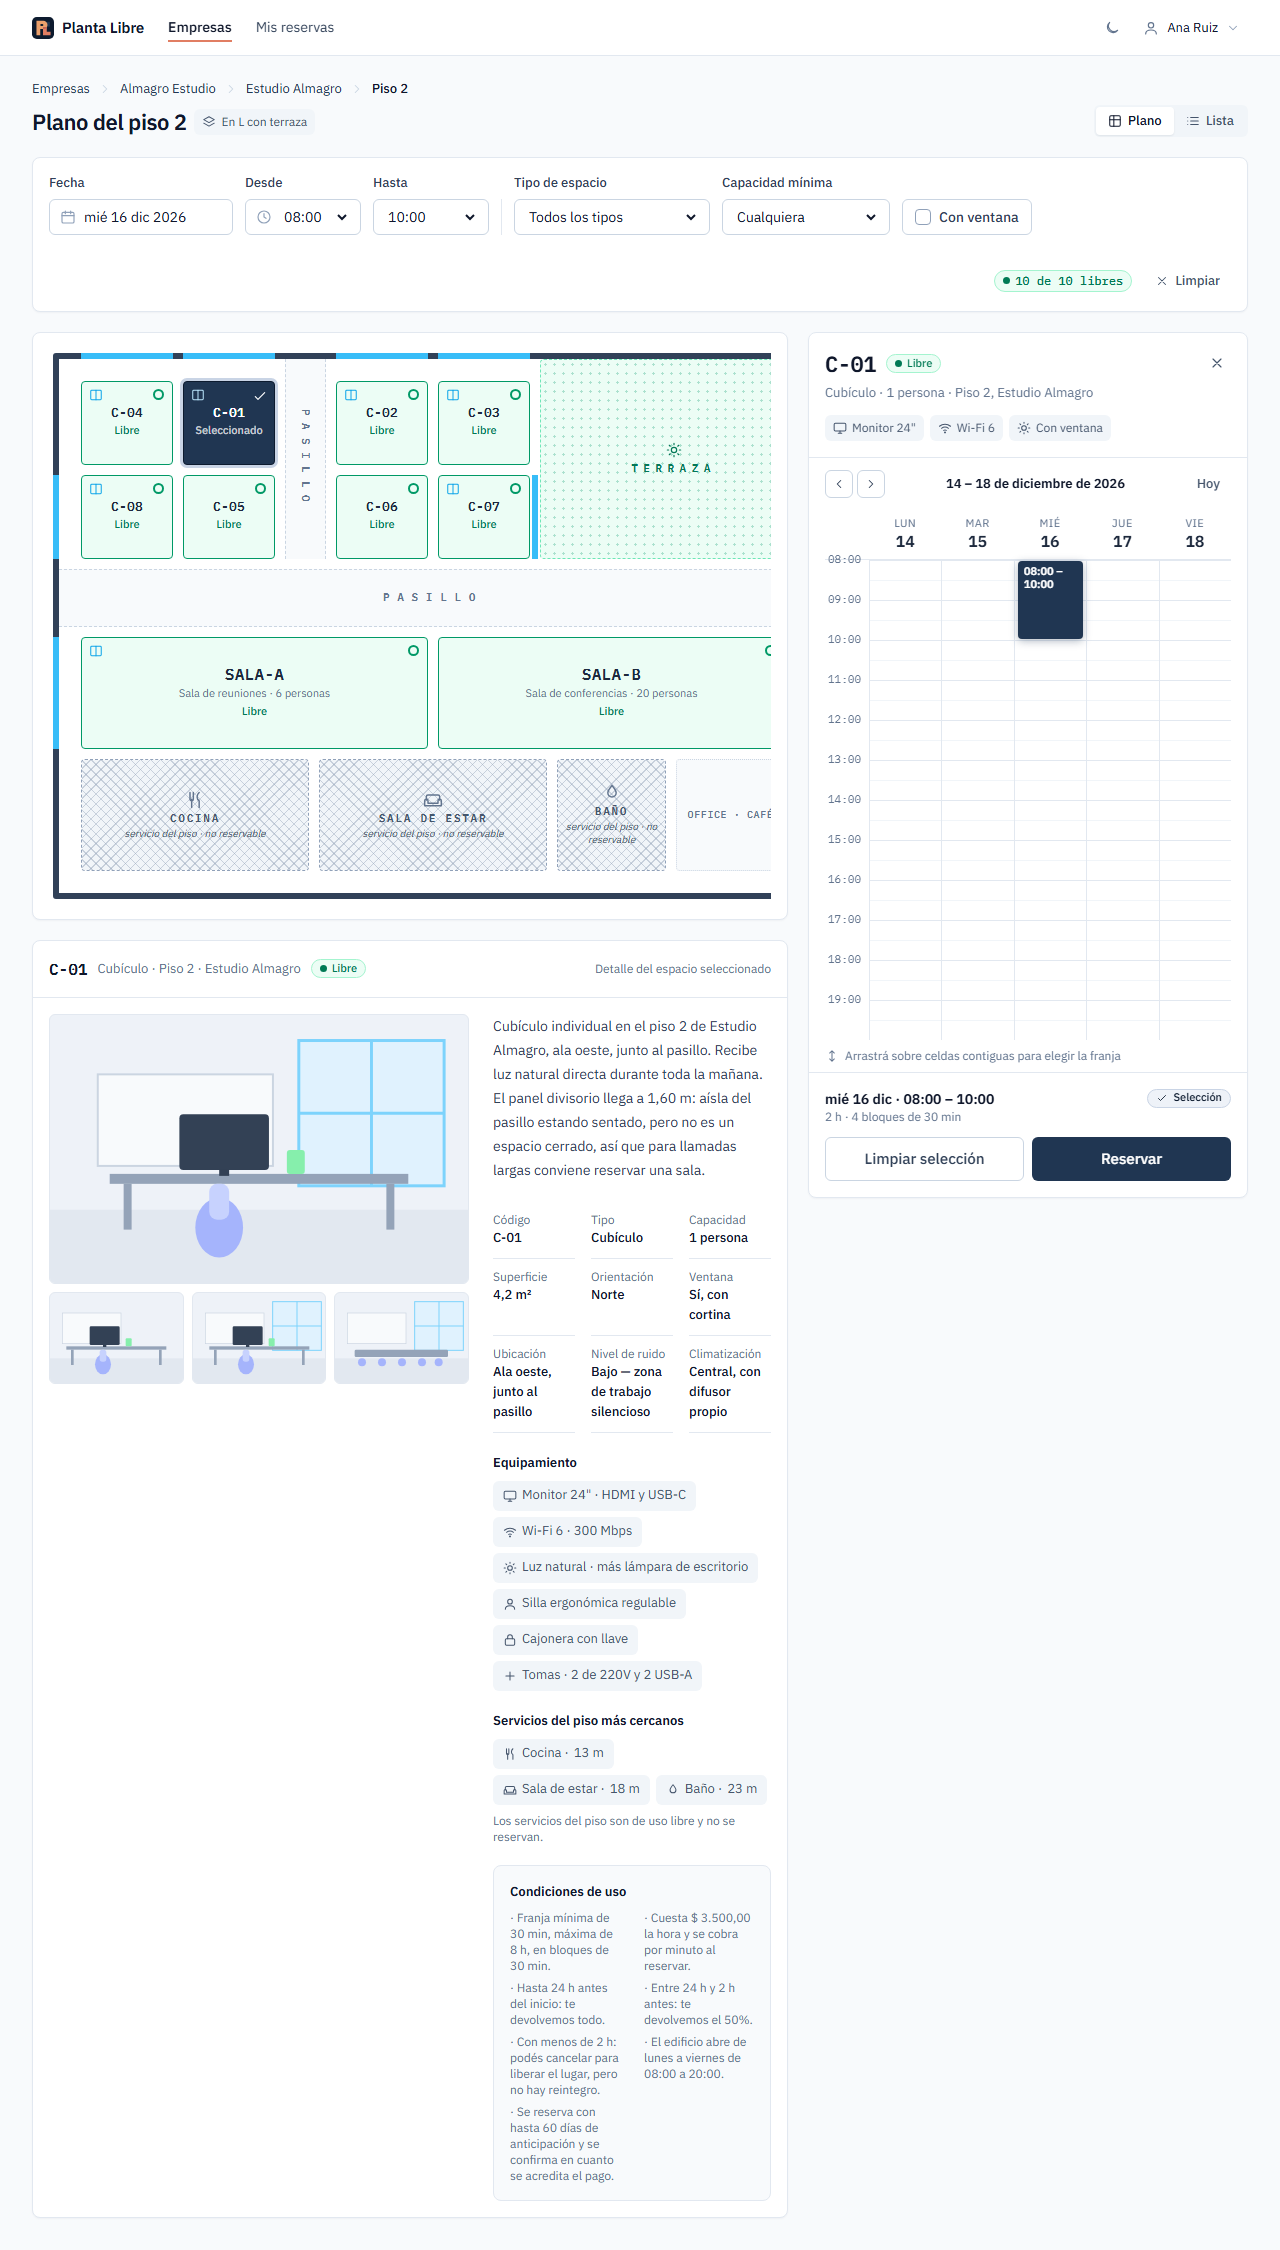 Planta Libre
Empresas
Mis reservas
Ana Ruiz
Empresas
Almagro Estudio
Estudio Almagro
Piso 2
Plano del piso 2
En L con terraza
Plano
Lista
Fecha
Desde
Hasta
Tipo de espacio
Capacidad mínima
mié 16 dic 2026
08:00
10:00
Todos los tipos
Cualquiera
Con ventana
10 de 10 libres
Limpiar
C-04
Libre
C-01
Seleccionado
PASILLO
C-02
Libre
C-03
Libre
TERRAZA
C-08
Libre
C-05
Libre
C-06
Libre
C-07
Libre
PASILLO
SALA-A
Sala de reuniones · 6 personas
Libre
SALA-B
Sala de conferencias · 20 personas
Libre
COCINA
servicio del piso · no reservable
SALA DE ESTAR
servicio del piso · no reservable
BAÑO
servicio del piso · no
reservable
OFFICE · CAFÉ
C-01
Libre
Cubículo · 1 persona · Piso 2, Estudio Almagro
Monitor 24"
Wi-Fi 6
Con ventana
14 – 18 de diciembre de 2026
Hoy
LUN
14
MAR
15
MIÉ
16
JUE
17
VIE
18
08:00
08:00 –
10:00
09:00
10:00
11:00
12:00
13:00
14:00
15:00
16:00
17:00
18:00
19:00
Arrastrá sobre celdas contiguas para elegir la franja
mié 16 dic · 08:00 – 10:00
Selección
2 h · 4 bloques de 30 min
Limpiar selección
Reservar
C-01
Cubículo · Piso 2 · Estudio Almagro
Libre
Detalle del espacio seleccionado
Cubículo individual en el piso 2 de Estudio
Almagro, ala oeste, junto al pasillo. Recibe
luz natural directa durante toda la mañana.
El panel divisorio llega a 1,60 m: aísla del
pasillo estando sentado, pero no es un
espacio cerrado, así que para llamadas
largas conviene reservar una sala.
Código
C-01
Tipo
Cubículo
Capacidad
1 persona
Superficie
4,2 m²
Orientación
Norte
Ventana
Sí, con
cortina
Ubicación
Ala oeste,
junto al
pasillo
Nivel de ruido
Bajo — zona
de trabajo
silencioso
Climatización
Central, con
difusor
propio
Equipamiento
Monitor 24" · HDMI y USB-C
Wi-Fi 6 · 300 Mbps
Luz natural · más lámpara de escritorio
Silla ergonómica regulable
Cajonera con llave
Tomas · 2 de 220V y 2 USB-A
Servicios del piso más cercanos
Cocina · 13 m
Sala de estar · 18 m
Baño · 23 m
Los servicios del piso son de uso libre y no se
reservan.
Condiciones de uso
· Franja mínima de
30 min, máxima de
8 h, en bloques de
30 min.
· Cuesta $ 3.500,00
la hora y se cobra
por minuto al
reservar.
· Hasta 24 h antes
del inicio: te
devolvemos todo.
· Entre 24 h y 2 h
antes: te
devolvemos el 50%.
· Con menos de 2 h:
podés cancelar para
liberar el lugar, pero
no hay reintegro.
· El edificio abre de
lunes a viernes de
08:00 a 20:00.
· Se reserva con
hasta 60 días de
anticipación y se
confirma en cuanto
se acredita el pago.